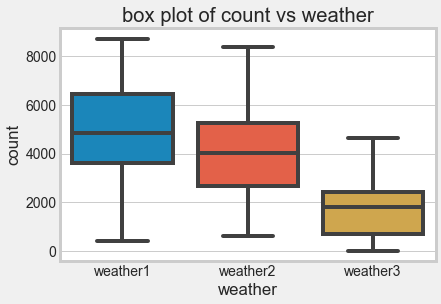 box plot of count vs weather
count
8000
6000
4000
2000
0
weather1 weather2 weather3
weather